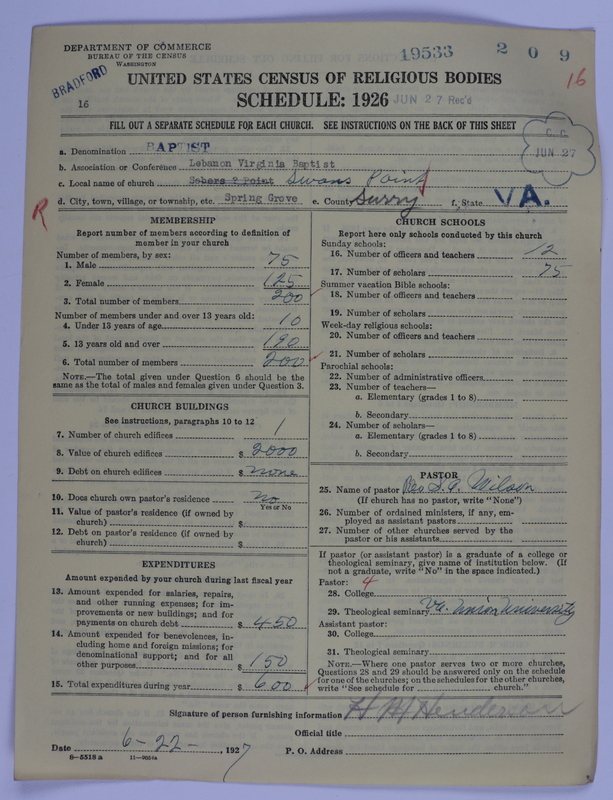 DEPARTMENT OF COMMERCE
BUREAU OF THE CENSUS
WASHINGTON
BRADFORD
16
19533 209
16
UNITED STATES CENSUS OF RELIGIOUS BODIES
SCHEDULE: 1926 JUN 27 Rec'd
FILL OUT A SEPARATE SCHEDULE FOR EACH CHURCH. SEE INSTRUCTIONS ON THE BACK OF THIS SHEET
C C
JUN 27
a. Denomination BAPTIST
b. Association or Conference Lebanon Virginia Baptist
c. Local name of church Sobers ? Point Swans Point
R
d. City, town, village, or township, etc. Spring Grove e. County Surry f. State VA.
MEMBERSHIP
Report number of members according to definition of
member in your church
Number of members, by sex:
1. Male 75
2. Female 125
3. Total number of members 200
Number of members under and over 13 years old:
4. Under 13 years of age 10
5. 13 years old and over 190
6. Total number of members 200
NOTE.—The total given under Question 6 should be the
same as the total of males and females given under Question 3.
CHURCH BUILDINGS
See instructions, paragraphs 10 to 12
7. Number of church edifices 1
8. Value of church edifices $ 2000
9. Debt on church edifices $ none
10. Does church own pastor's residence no
Yes or No
11. Value of pastor's residence (if owned by
church) $
12. Debt on pastor's residence (if owned by
church) $
EXPENDITURES
Amount expended by your church during last fiscal year
13. Amount expended for salaries, repairs,
and other running expenses; for im-
provements or new buildings; and for
payments on church debt $ 450
14. Amount expended for benevolences, in-
cluding home and foreign missions; for
denominational support; and for all
other purposes $ 150
15. Total expenditures during year $ 600
CHURCH SCHOOLS
Report here only schools conducted by this church
Sunday schools:
16. Number of officers and teachers 12
17. Number of scholars 75
Summer vacation Bible schools:
18. Number of officers and teachers
19. Number of scholars
Week-day religious schools:
20. Number of officers and teachers
21. Number of scholars
Parochial schools:
22. Number of administrative officers
23. Number of teachers—
a. Elementary (grades 1 to 8)
b. Secondary
24. Number of scholars—
a. Elementary (grades 1 to 8)
b. Secondary
PASTOR
25. Name of pastor Rev S. A. Wilson
(If church has no pastor, write "None")
26. Number of ordained ministers, if any, em-
ployed as assistant pastors
27. Number of other churches served by the
pastor or his assistants
If pastor (or assistant pastor) is a graduate of a college or
theological seminary, give name of institution below. (If
not a graduate, write "No" in the space indicated.)
Pastor: 4
28. College
29. Theological seminary Va. Union University
Assistant pastor:
30. College
31. Theological seminary
NOTE.—Where one pastor serves two or more churches,
Questions 28 and 29 should be answered only on the schedule
for one of the churches; on the schedules for the other churches,
write "See schedule for church."
Signature of person furnishing information H H Henderson
Official title
Date 6-22-, 1927 P. O. Address
8-5518 a 11-9054a